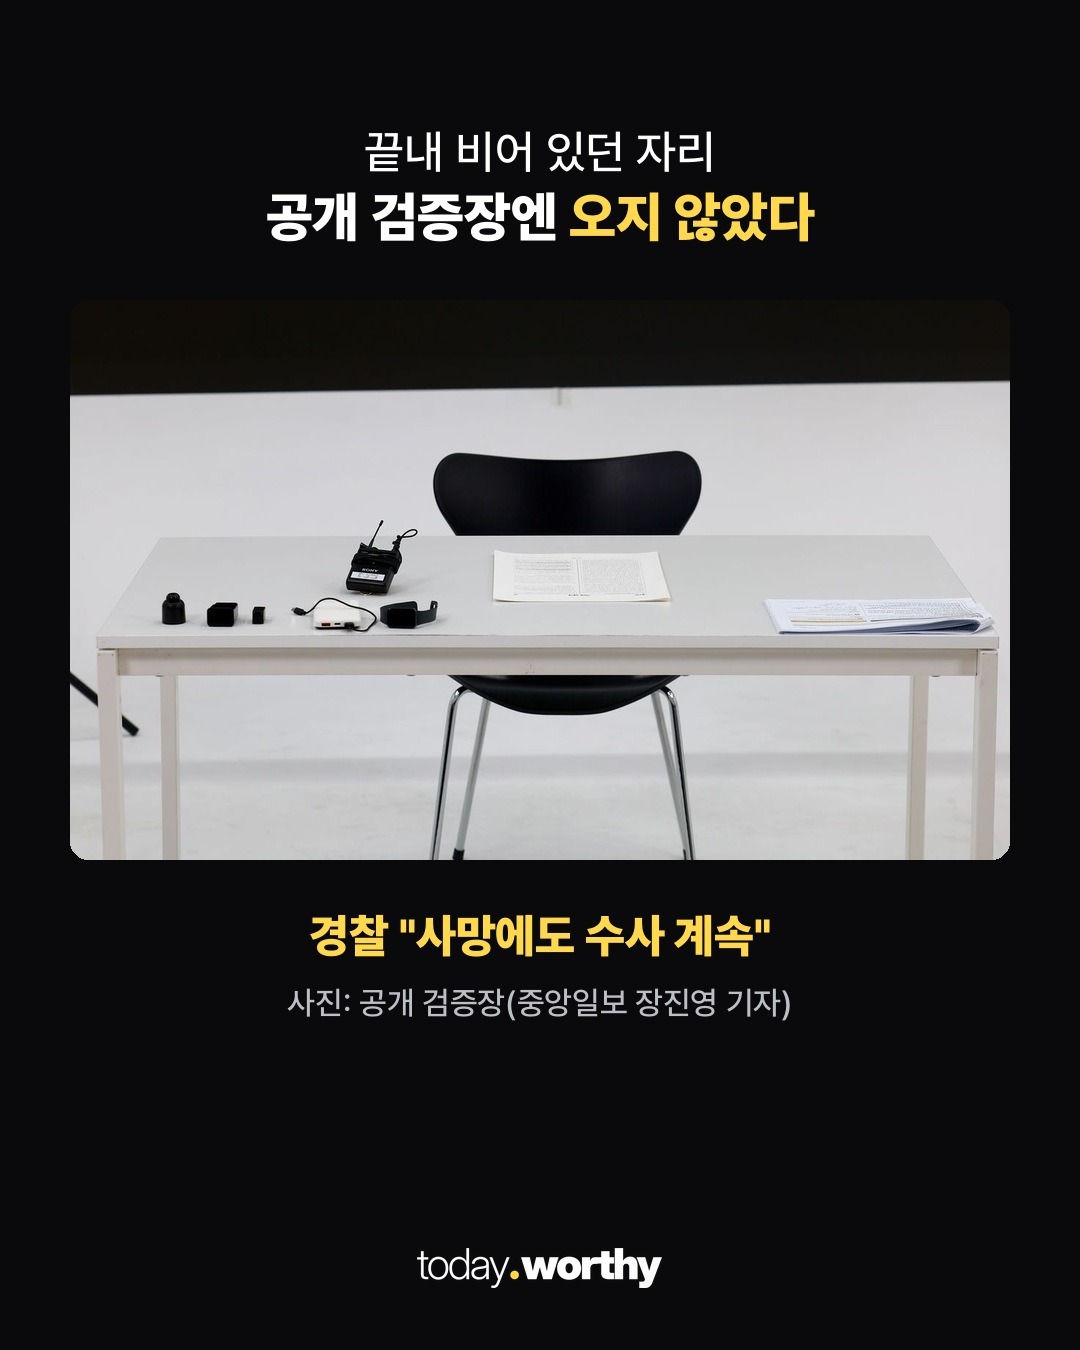 끝내 비어 있던 자리
공개 검증장엔 오지 않았다
SONY
경찰 "사망에도 수사 계속"
사진: 공개 검증장(중앙일보 장진영 기자)
today.worthy